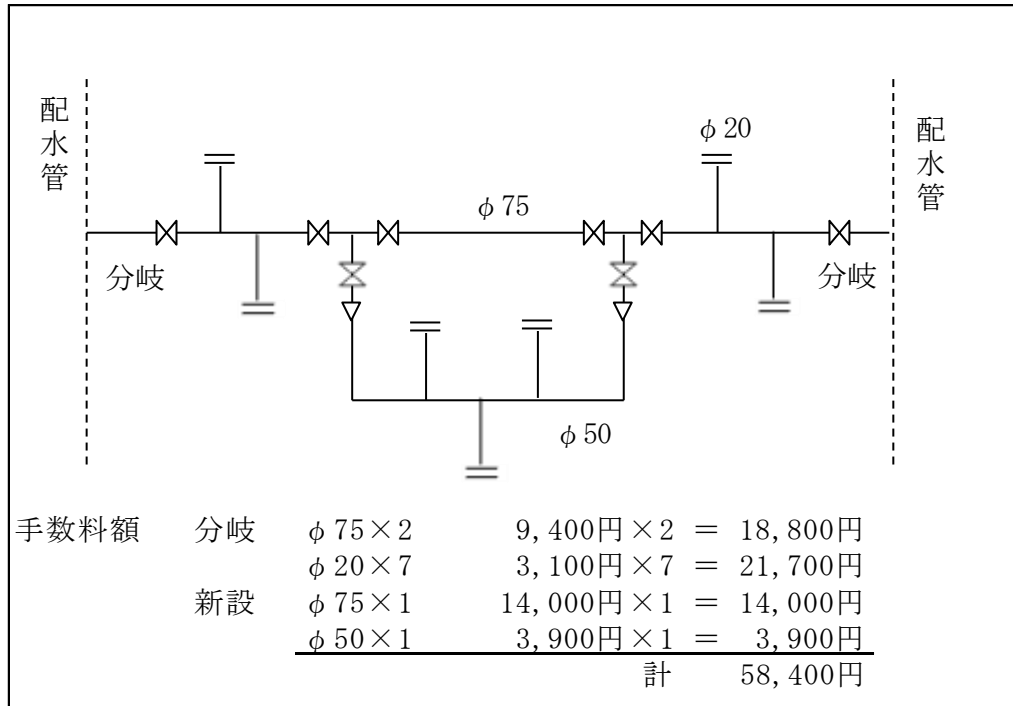 配水管
配水管
φ20
φ75
分岐
分岐
φ50
手数料額 分岐 φ75×2 9,400円×2 = 18,800円
φ20×7 3,100円×7 = 21,700円
新設 φ75×1 14,000円×1 = 14,000円
φ50×1 3,900円×1 = 3,900円
計 58,400円